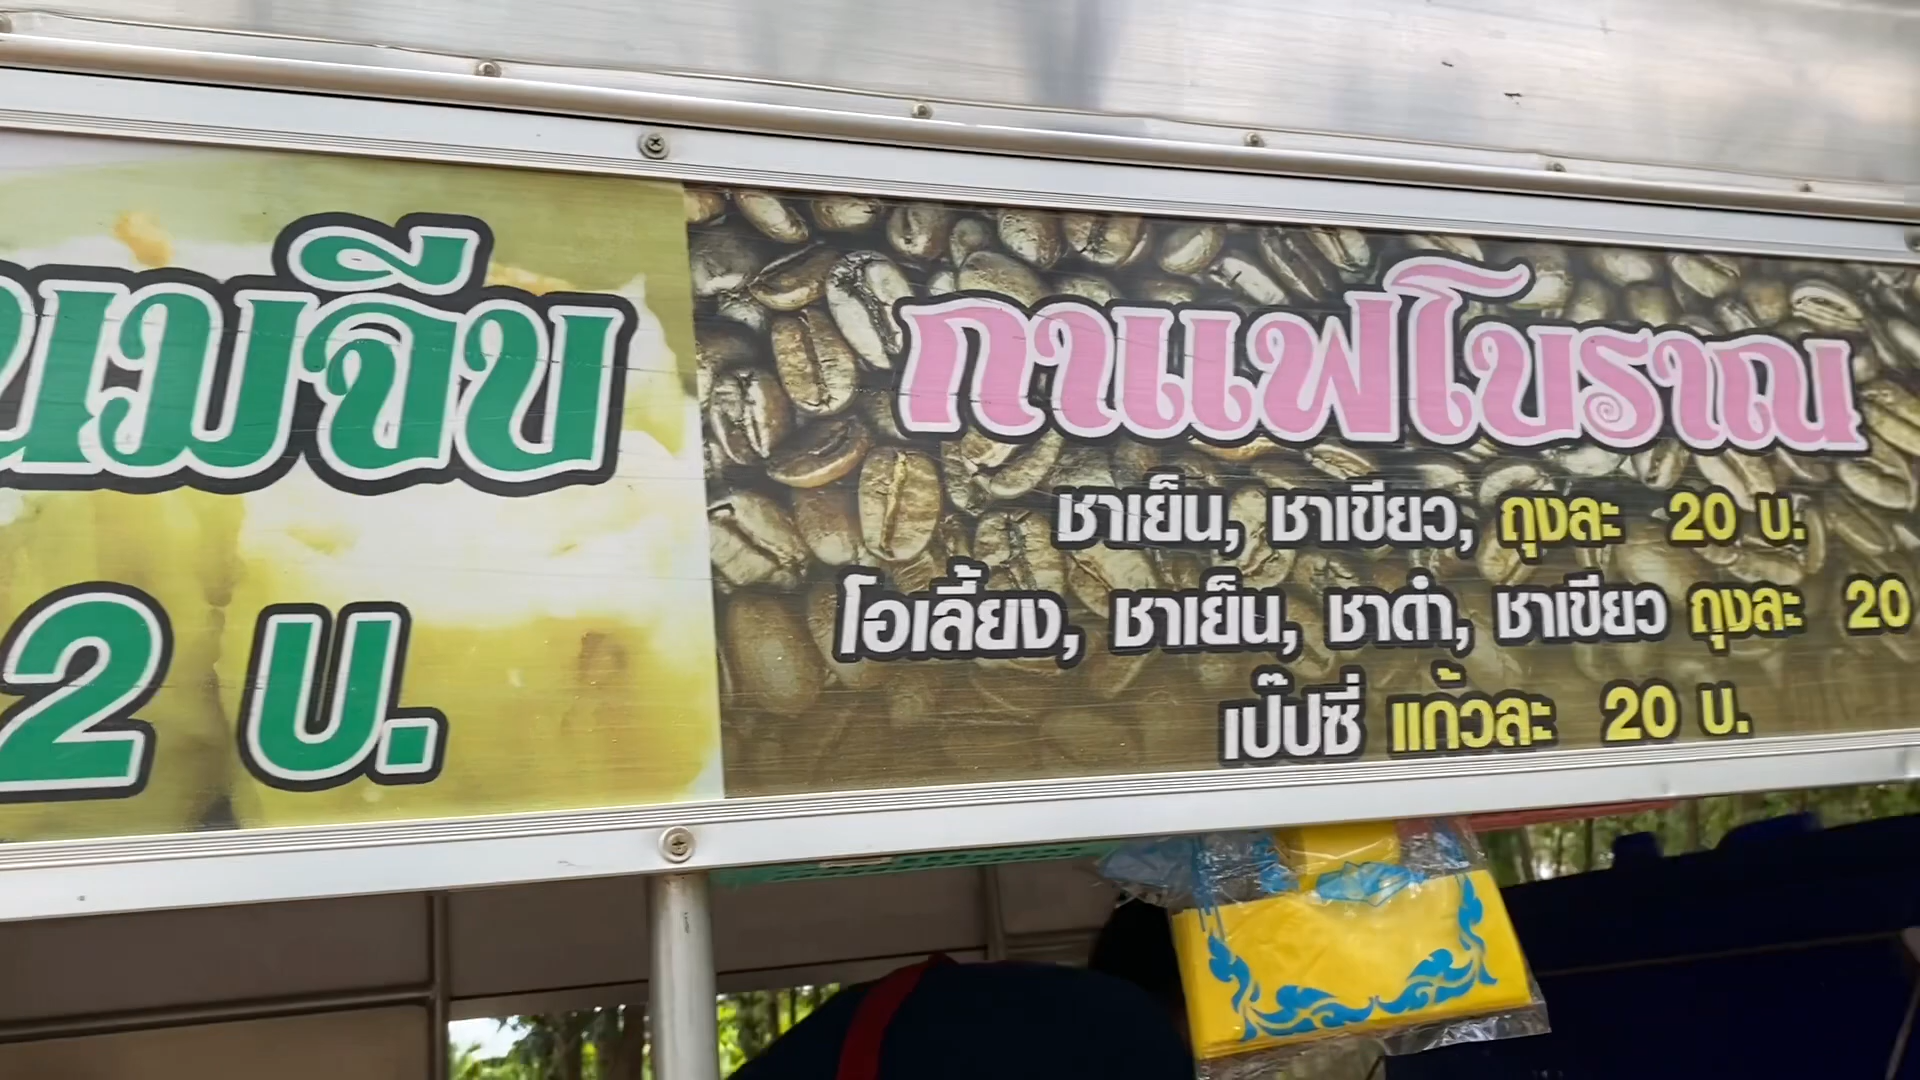 ขนมจีบ
2 บ.
กาแฟโบราณ
ชาเย็น, ชาเขียว, ถุงละ 20 บ.
โอเลี้ยง, ชาเย็น, ชาดำ, ชาเขียว ถุงละ 20
เป๊ปซี่ แก้วละ 20 บ.